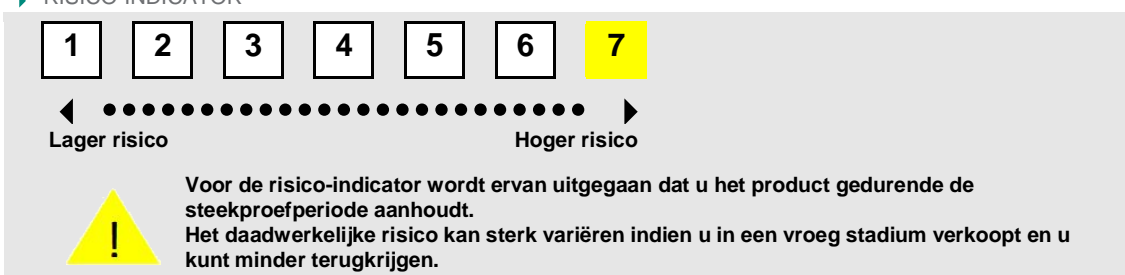 RISICO-INDICATOR
1 2 3 4 5 6 7
Lager risico Hoger risico
Voor de risico-indicator wordt ervan uitgegaan dat u het product gedurende de
steekproefperiode aanhoudt.
! Het daadwerkelijke risico kan sterk variëren indien u in een vroeg stadium verkoopt en u
kunt minder terugkrijgen.